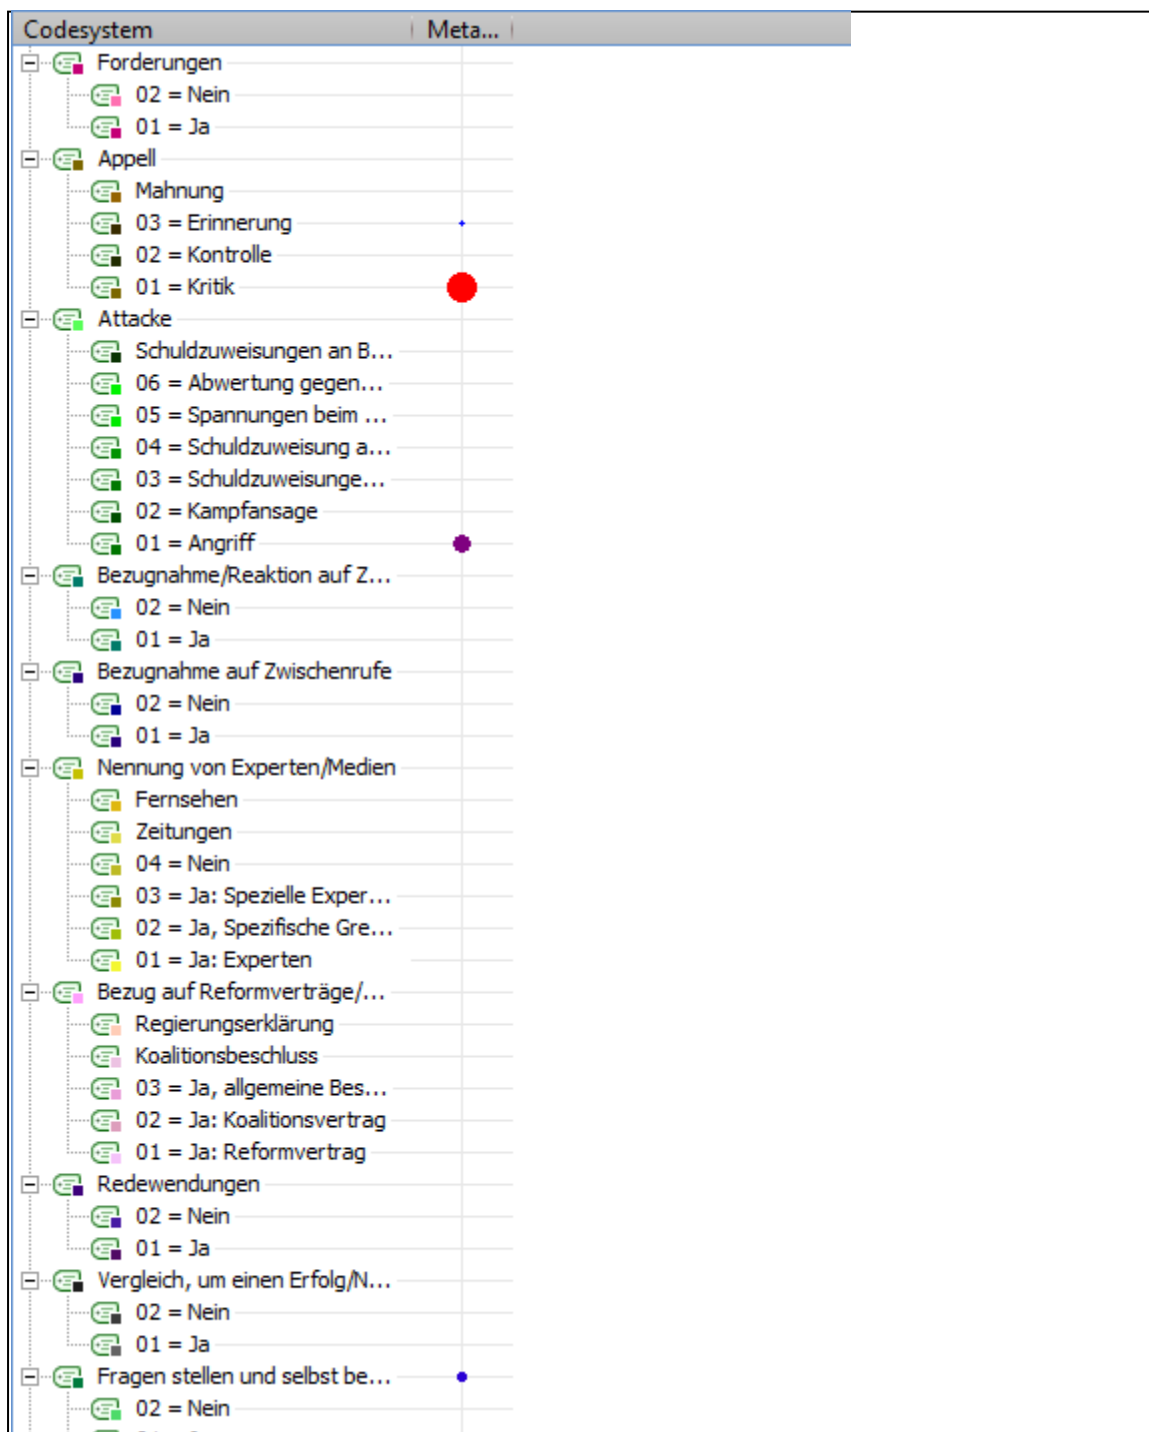 Codesystem Meta...
Forderungen
02 = Nein
01 = Ja
Appell
Mahnung
03 = Erinnerung
02 = Kontrolle
01 = Kritik
Attacke
Schuldzuweisungen an B...
06 = Abwertung gegen...
05 = Spannungen beim ...
04 = Schuldzuweisung a...
03 = Schuldzuweisunge...
02 = Kampfansage
01 = Angriff
Bezugnahme/Reaktion auf Z...
02 = Nein
01 = Ja
Bezugnahme auf Zwischenrufe
02 = Nein
01 = Ja
Nennung von Experten/Medien
Fernsehen
Zeitungen
04 = Nein
03 = Ja: Spezielle Exper...
02 = Ja, Spezifische Gre...
01 = Ja: Experten
Bezug auf Reformverträge/...
Regierungserklärung
Koalitionsbeschluss
03 = Ja, allgemeine Bes...
02 = Ja: Koalitionsvertrag
01 = Ja: Reformvertrag
Redewendungen
02 = Nein
01 = Ja
Vergleich, um einen Erfolg/N...
02 = Nein
01 = Ja
Fragen stellen und selbst be...
02 = Nein